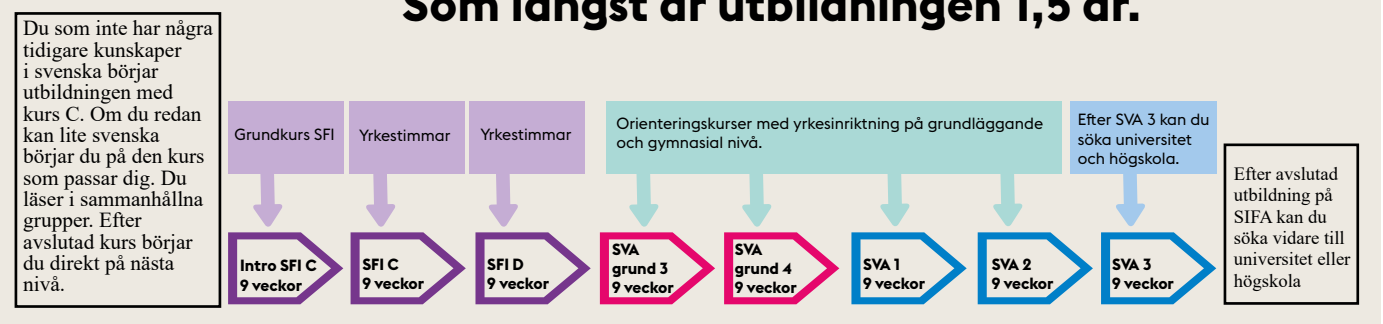 Som längst är utbildningen 1,5 år.
Du som inte har några
tidigare kunskaper
i svenska börjar
utbildningen med
kurs C. Om du redan
kan lite svenska
börjar du på den kurs
som passar dig. Du
läser i sammanhållna
grupper. Efter
avslutad kurs börjar
du direkt på nästa
nivå.
Grundkurs SFI
Yrkestimmar
Yrkestimmar
Orienteringskurser med yrkesinriktning på grundläggande
och gymnasial nivå.
Efter SVA 3 kan du
söka universitet
och högskola.
Intro SFI C
9 veckor
SFI C
9 veckor
SFI D
9 veckor
SVA
grund 3
9 veckor
SVA
grund 4
9 veckor
SVA 1
9 veckor
SVA 2
9 veckor
SVA 3
9 veckor
Efter avslutad
utbildning på
SIFA kan du
söka vidare till
universitet eller
högskola